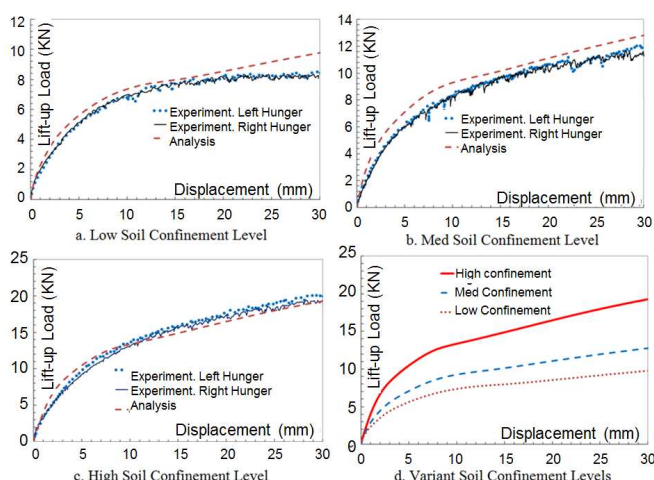 12
10
8
6
4
2
0
Lift-up Load (KN)
Experiment. Left Hunger
Experiment. Right Hunger
Analysis
Displacement (mm)
0 5 10 15 20 25 30
a. Low Soil Confinement Level
14
12
10
8
6
4
2
0
Lift-up Load (KN)
Experiment. Left Hunger
Experiment. Right Hunger
Analysis
Displacement (mm)
0 5 10 15 20 25 30
b. Med Soil Confinement Level
25
20
15
10
5
0
Lift-up Load (KN)
Experiment. Left Hunger
Experiment. Right Hunger
Analysis
Displacement (mm)
0 5 10 15 20 25 30
c. High Soil Confinement Level
25
20
15
10
5
0
Lift-up Load (KN)
High confinement
Med Confinement
Low Confinement
Displacement (mm)
0 5 10 15 20 25 30
d. Variant Soil Confinement Levels